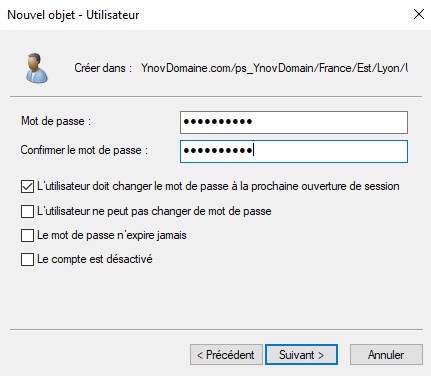 Nouvel objet - Utilisateur
Créer dans : YnovDomaine.com/ps_YnovDomain/France/Est/Lyon/
Mot de passe : ●●●●●●●●●●
Confirmer le mot de passe : ●●●●●●●●●●
L'utilisateur doit changer le mot de passe à la prochaine ouverture de session
L'utilisateur ne peut pas changer de mot de passe
Le mot de passe n'expire jamais
Le compte est désactivé
< Précédent Suivant > Annuler